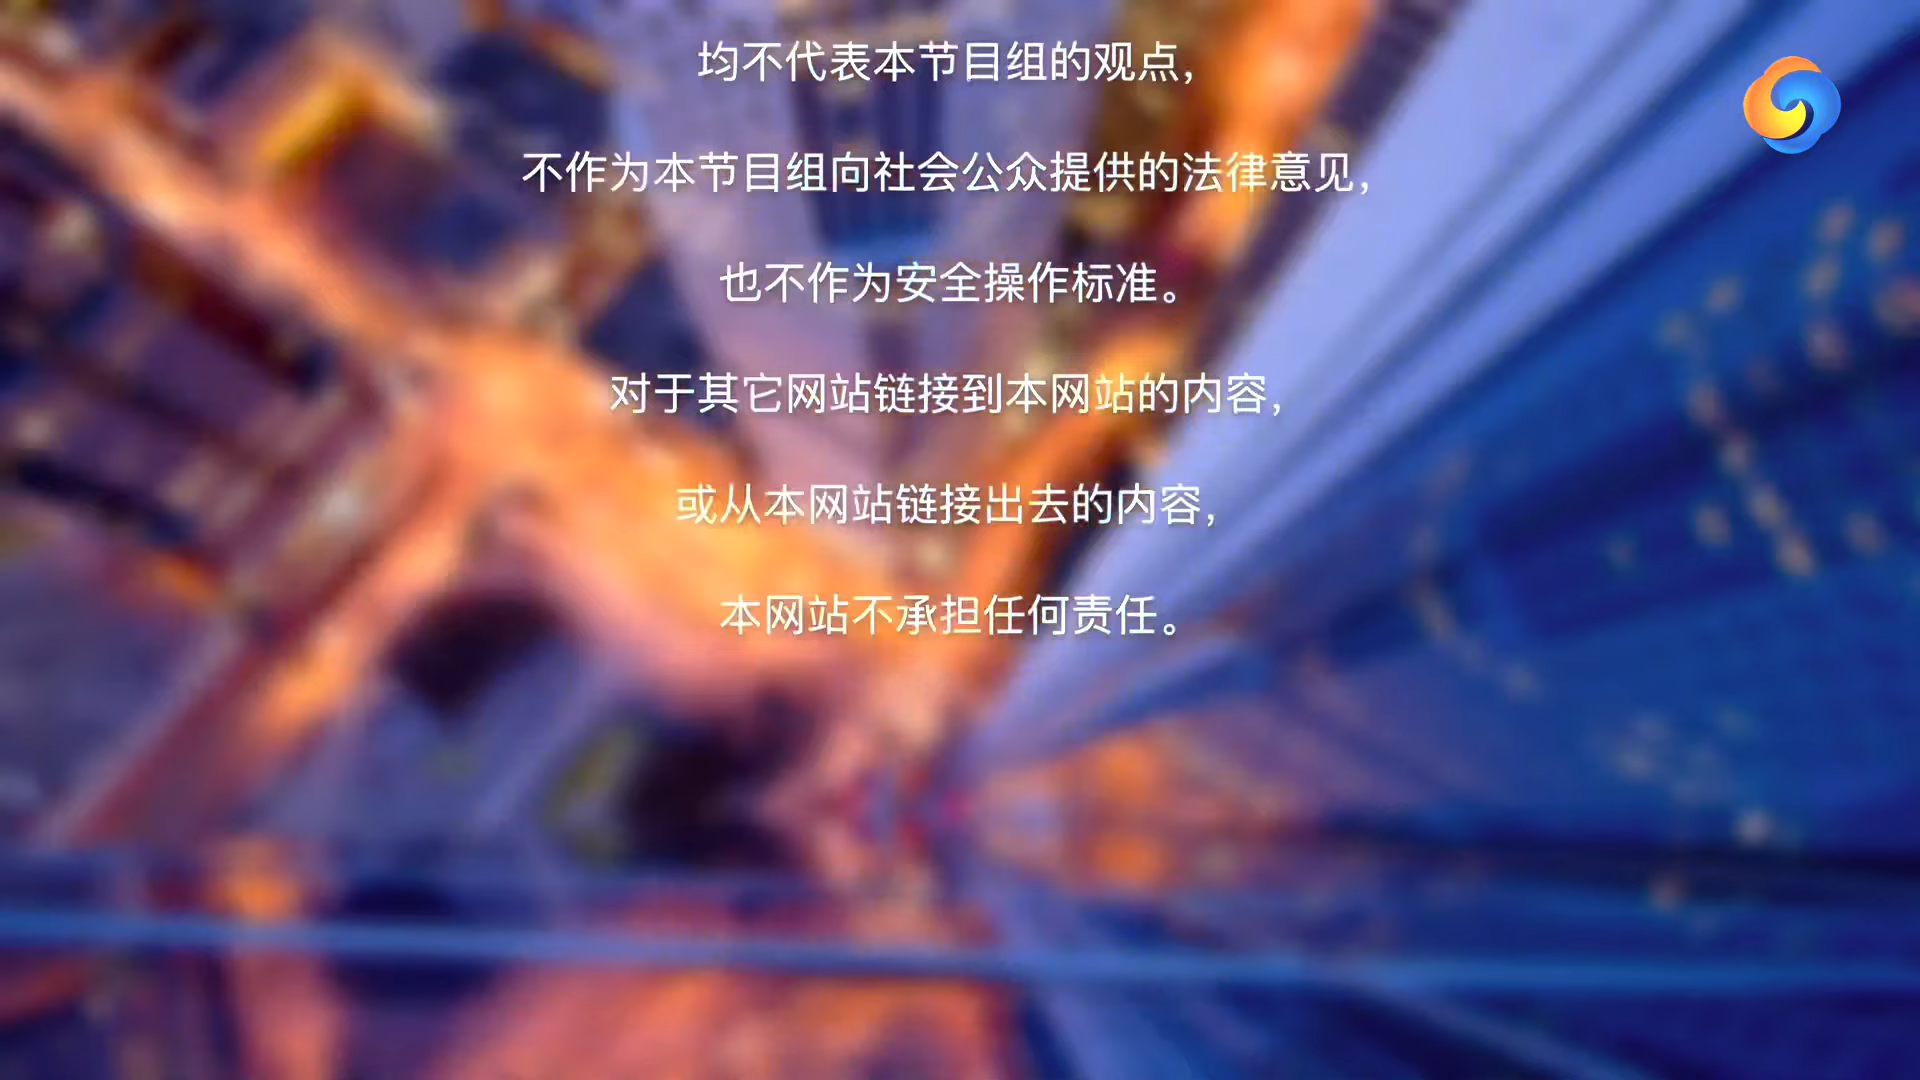 均不代表本节目组的观点，
不作为本节目组向社会公众提供的法律意见，
也不作为安全操作标准。
对于其它网站链接到本网站的内容，
或从本网站链接出去的内容，
本网站不承担任何责任。